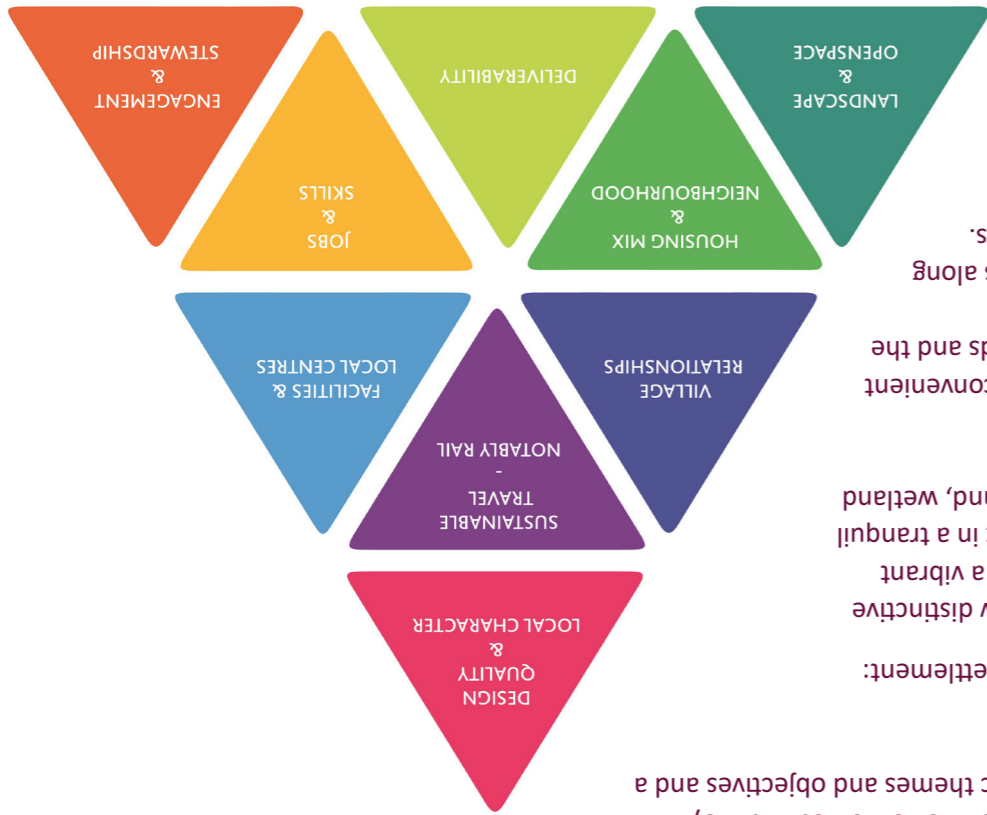 themes and objectives and a
ettlement:
distinctive
a vibrant
in a tranquil
and, wetland
convenient
ds and the
s along
s.
DESIGN
QUALITY
&
LOCAL CHARACTER
VILLAGE
RELATIONSHIPS
SUSTAINABLE
TRAVEL
-
NOTABLY RAIL
FACILITIES &
LOCAL CENTRES
LANDSCAPE
&
OPENSPACE
HOUSING MIX
&
NEIGHBOURHOOD
DELIVERABILITY
JOBS
&
SKILLS
ENGAGEMENT
&
STEWARDSHIP